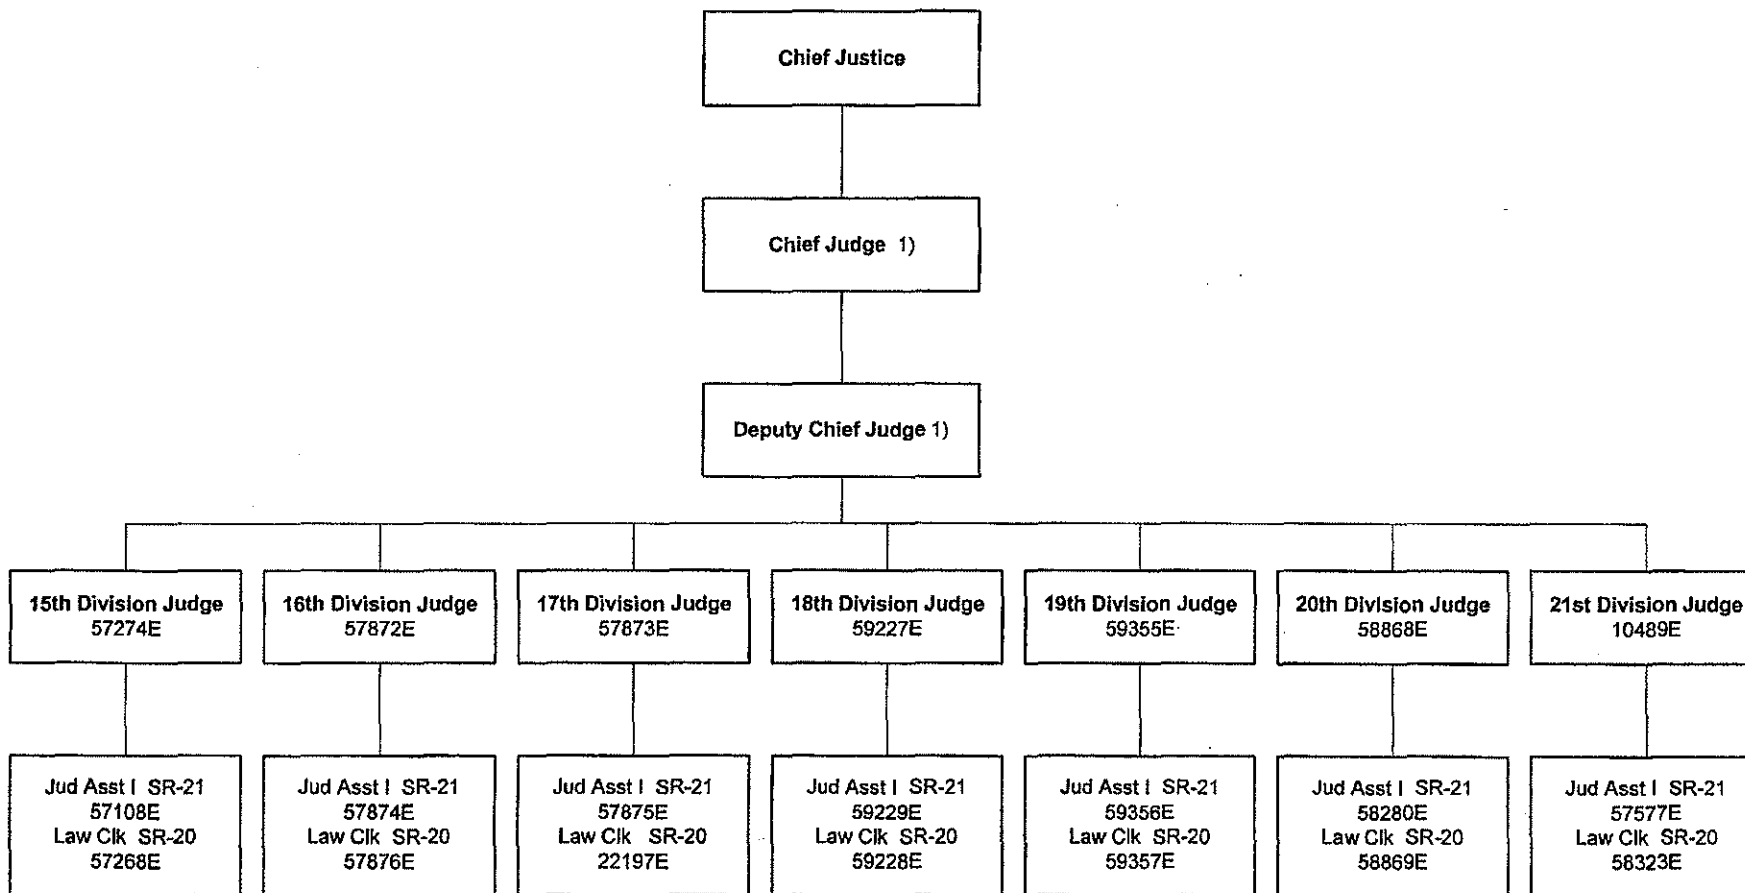 Chief Justice
Chief Judge 1)
Deputy Chief Judge 1)
15th Division Judge
57274E
16th Division Judge
57872E
17th Division Judge
57873E
18th Division Judge
59227E
19th Division Judge
59355E
20th Division Judge
58868E
21st Division Judge
10489E
Jud Asst I SR-21
57108E
Law Clk SR-20
57268E
Jud Asst I SR-21
57874E
Law Clk SR-20
57876E
Jud Asst I SR-21
57875E
Law Clk SR-20
22197E
Jud Asst I SR-21
59229E
Law Clk SR-20
59228E
Jud Asst I SR-21
59356E
Law Clk SR-20
59357E
Jud Asst I SR-21
58280E
Law Clk SR-20
58869E
Jud Asst I SR-21
57577E
Law Clk SR-20
58323E